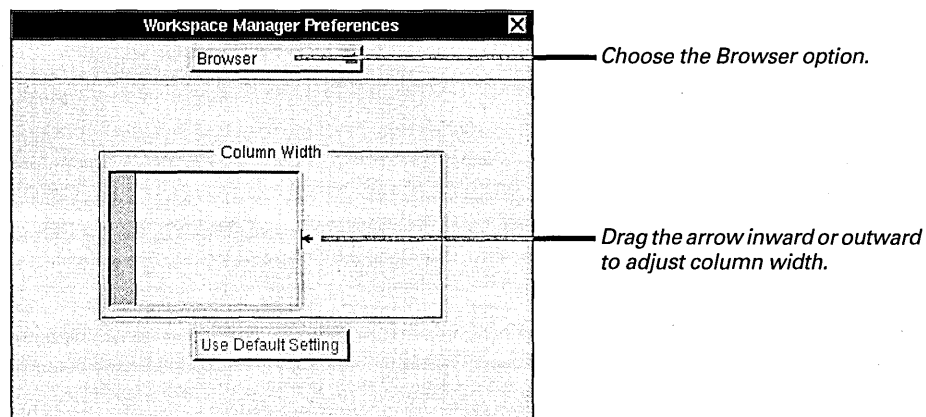 Workspace Manager Preferences
Browser
Choose the Browser option.
Column Width
Drag the arrow inward or outward
to adjust column width.
Use Default Setting